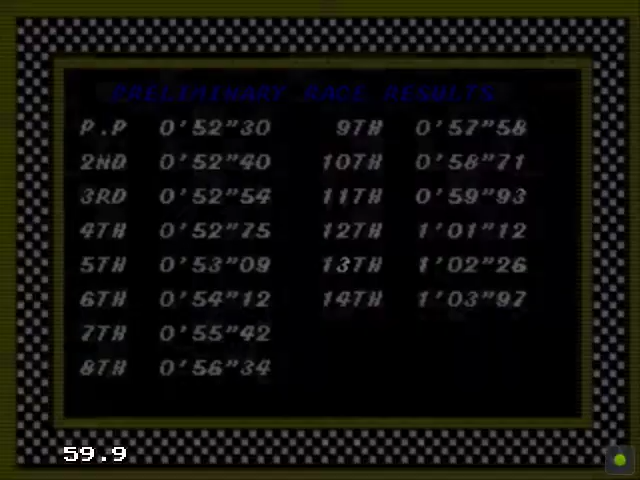 PRELIMINARY RACE RESULTS
P.P 0'52"30 9TH 0'57"58
2ND 0'52"40 10TH 0'58"71
3RD 0'52"54 11TH 0'59"93
4TH 0'52"75 12TH 1'01"12
5TH 0'53"09 13TH 1'02"26
6TH 0'54"12 14TH 1'03"97
7TH 0'55"42
8TH 0'56"34
59.9